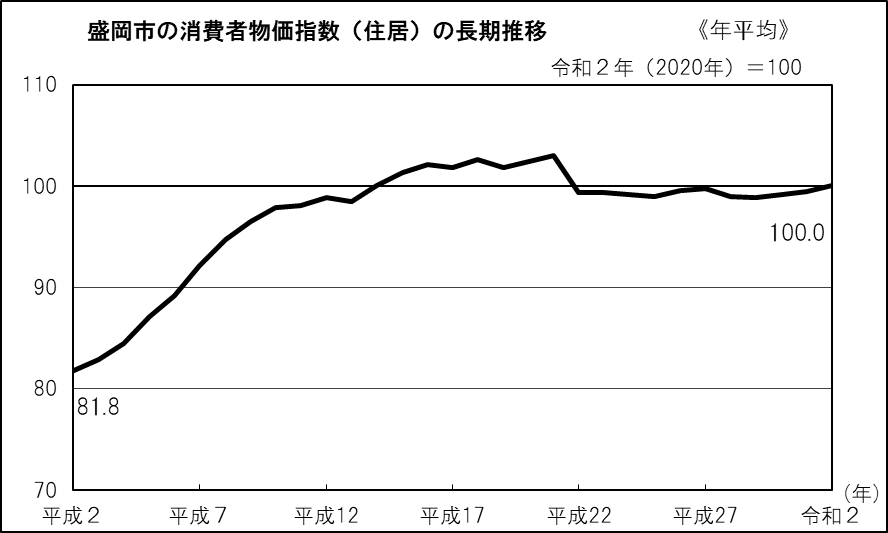 盛岡市の消費者物価指数（住居）の長期推移 《年平均》
令和２年（2020年）＝100
110
100
100.0
90
80
81.8
70
（年）
平成２ 平成７ 平成12 平成17 平成22 平成27 令和２